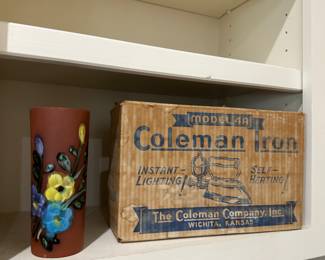 MODEL 4A
Coleman Iron
INSTANT-
LIGHTING!
SELF-
HEATING!
The Coleman Company, Inc.
WICHITA, KANSAS